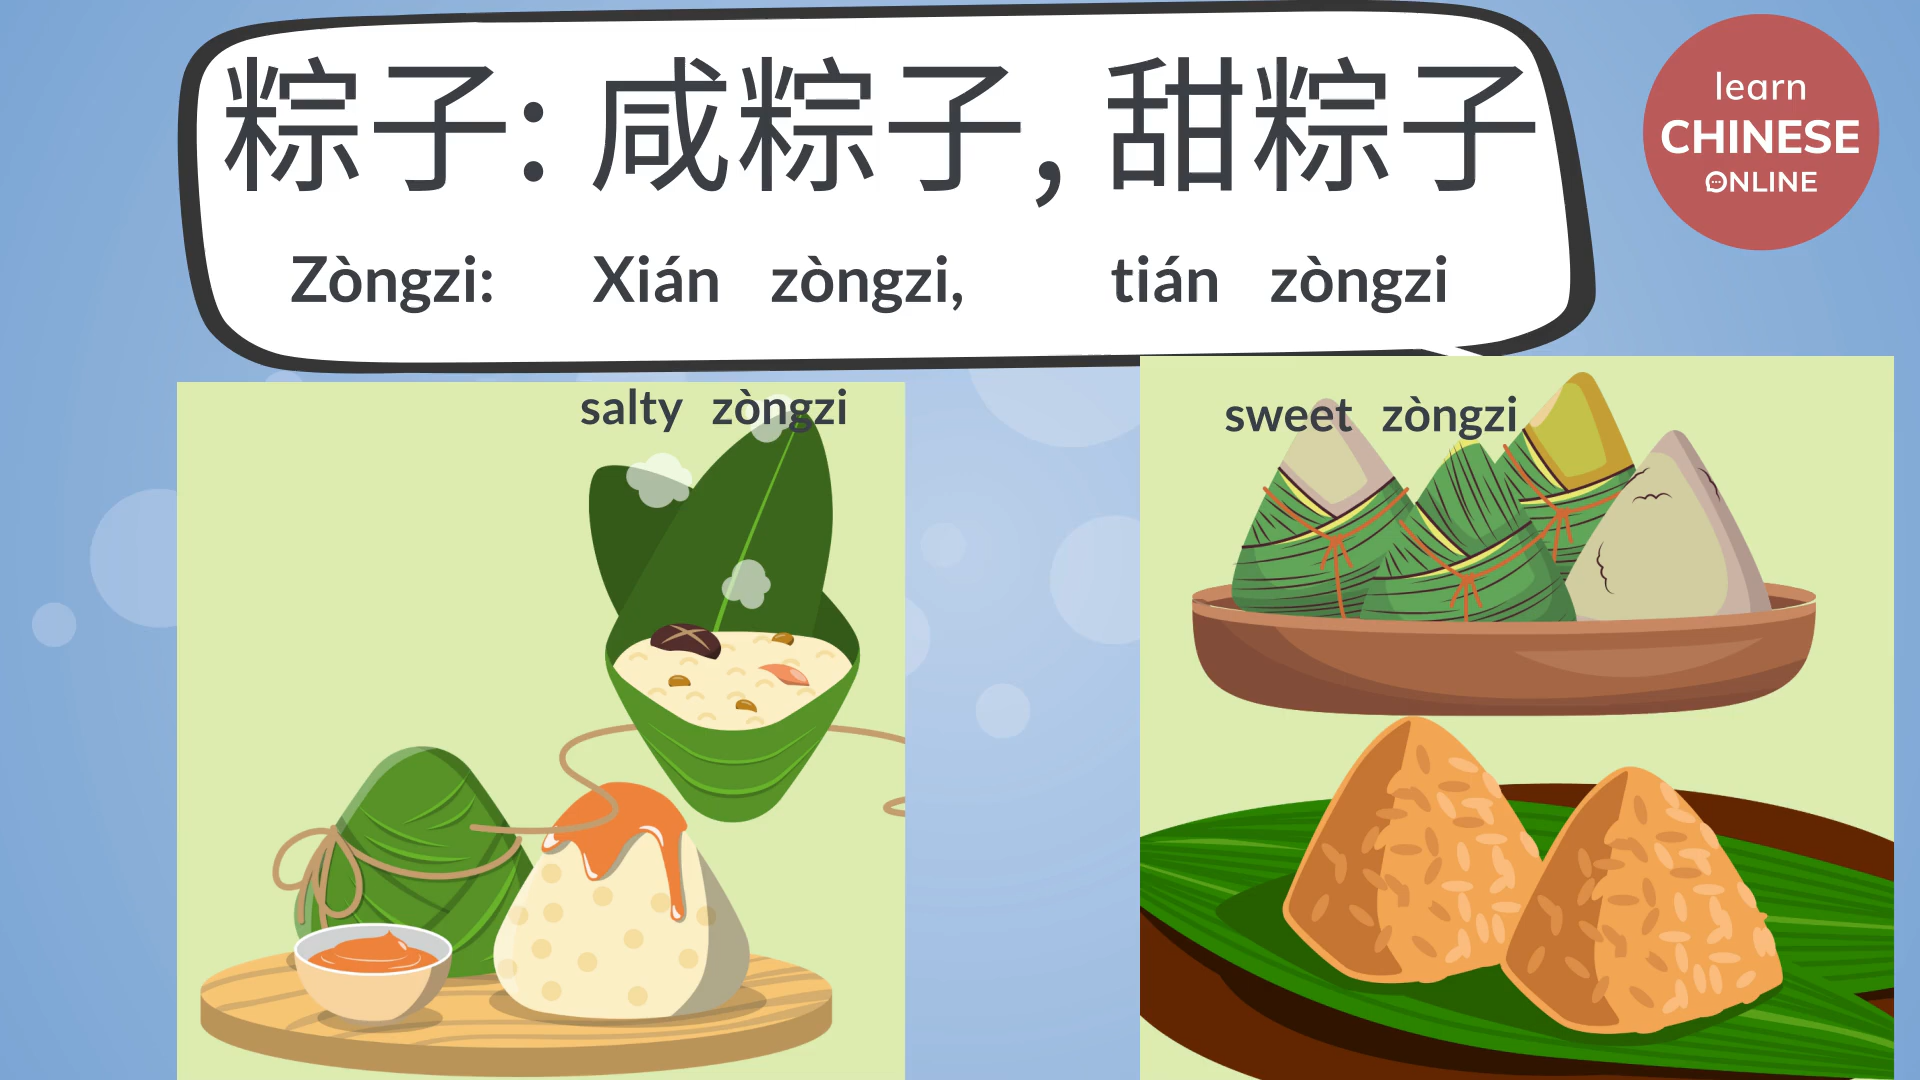 粽子: 咸粽子, 甜粽子
Zòngzi: Xián zòngzi, tián zòngzi
learn
CHINESE
ONLINE
salty zòngzi
sweet zòngzi